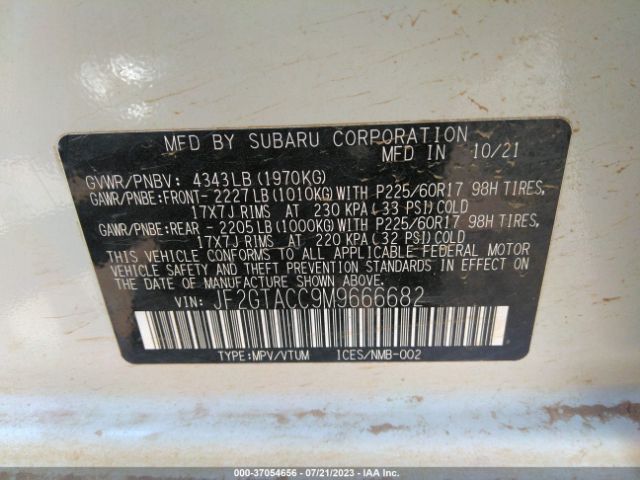 MFD BY SUBARU CORPORATION
MFD IN 10/21
GVWR/PNBV: 4343LB (1970KG)
GAWR/PNBE:FRONT- 2227LB (1010KG)WITH P225/60R17 98H TIRES,
17X7J RIMS AT 230 KPA (33 PSI)COLD
GAWR/PNBE:REAR - 2205LB (1000KG)WITH P225/60R17 98H TIRES,
17X7J RIMS AT 220 KPA (32 PSI)COLD
THIS VEHICLE CONFORMS TO ALL APPLICABLE FEDERAL MOTOR
VEHICLE SAFETY AND THEFT PREVENTION STANDARDS IN EFFECT ON
THE DATE OF MANUFACTURE SHOWN ABOVE.
VIN: JF2GTACC9M9666682
TYPE:MPV/VTUM ICES/NMB-002
000-37054656 - 07/21/2023 - IAA Inc.